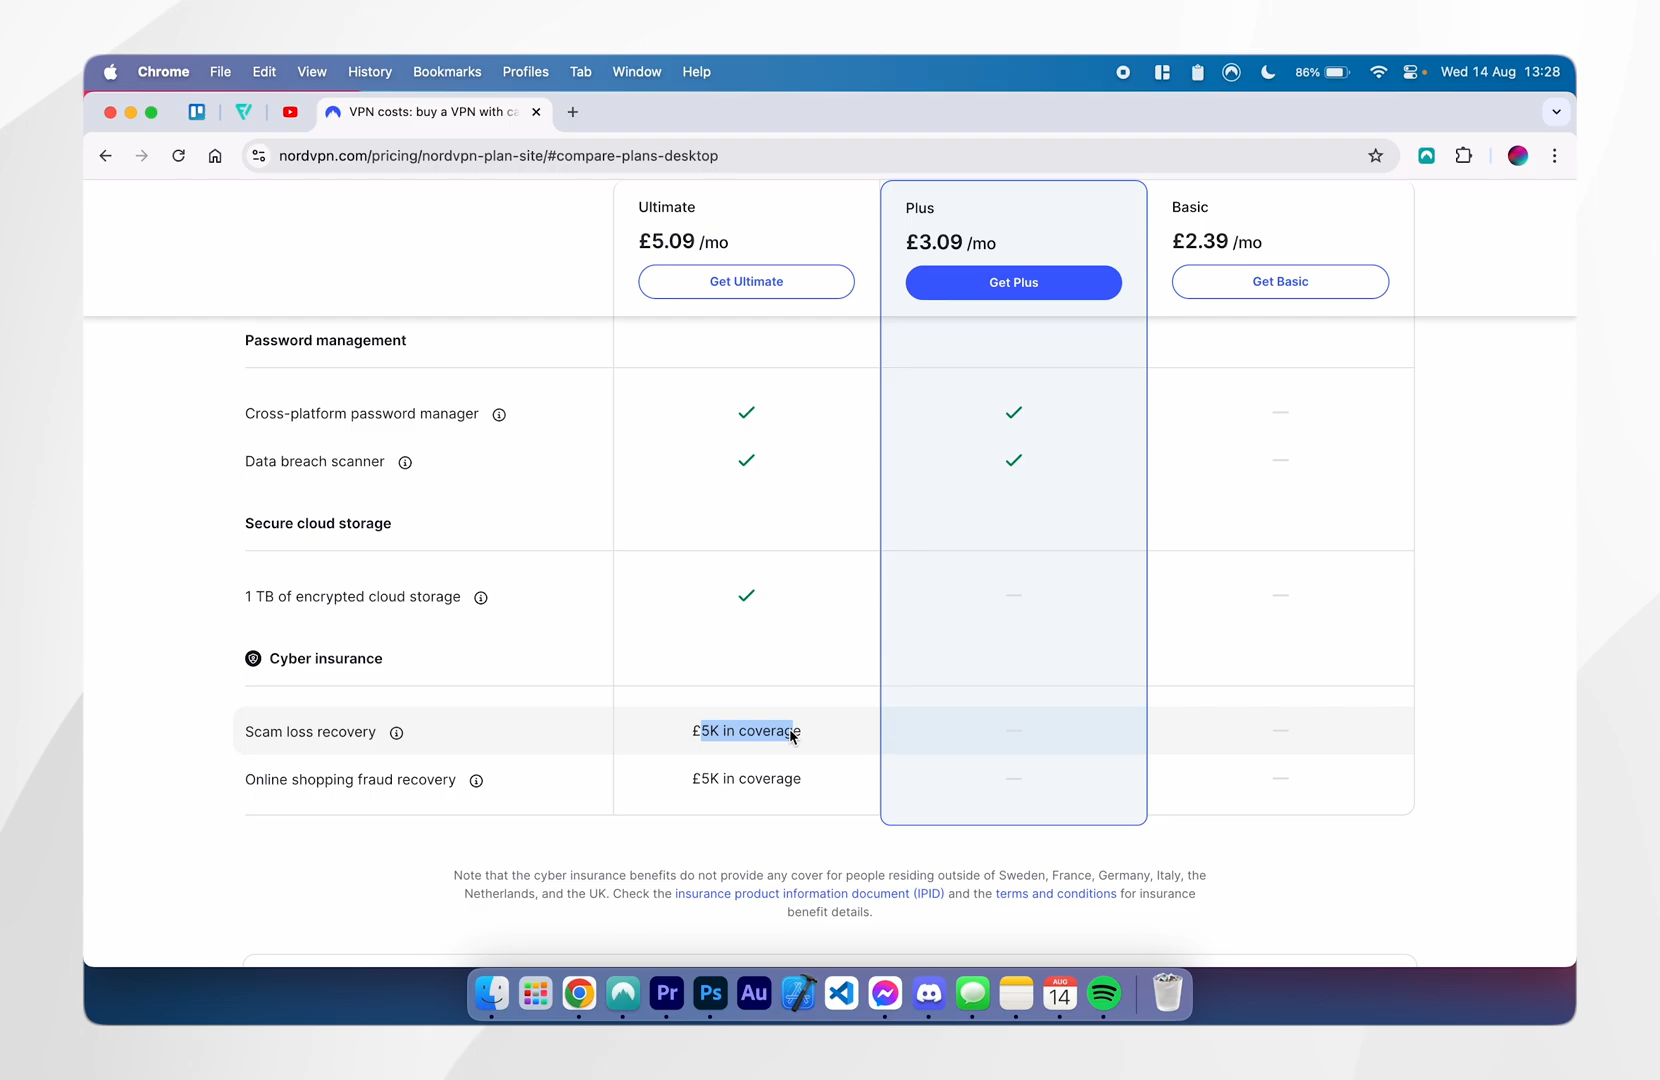 Chrome File Edit View History Bookmarks Profiles Tab Window Help 86% Wed 14 Aug 13:28
VPN costs: buy a VPN with ca
nordvpn.com/pricing/nordvpn-plan-site/#compare-plans-desktop
Ultimate Plus Basic
£5.09 /mo £3.09 /mo £2.39 /mo
Get Ultimate Get Plus Get Basic
Password management
Cross-platform password manager
Data breach scanner
Secure cloud storage
1 TB of encrypted cloud storage
Cyber insurance
Scam loss recovery £5K in coverage
Online shopping fraud recovery £5K in coverage
Note that the cyber insurance benefits do not provide any cover for people residing outside of Sweden, France, Germany, Italy, the
Netherlands, and the UK. Check the insurance product information document (IPID) and the terms and conditions for insurance
benefit details.
Pr Ps Au AUG
14